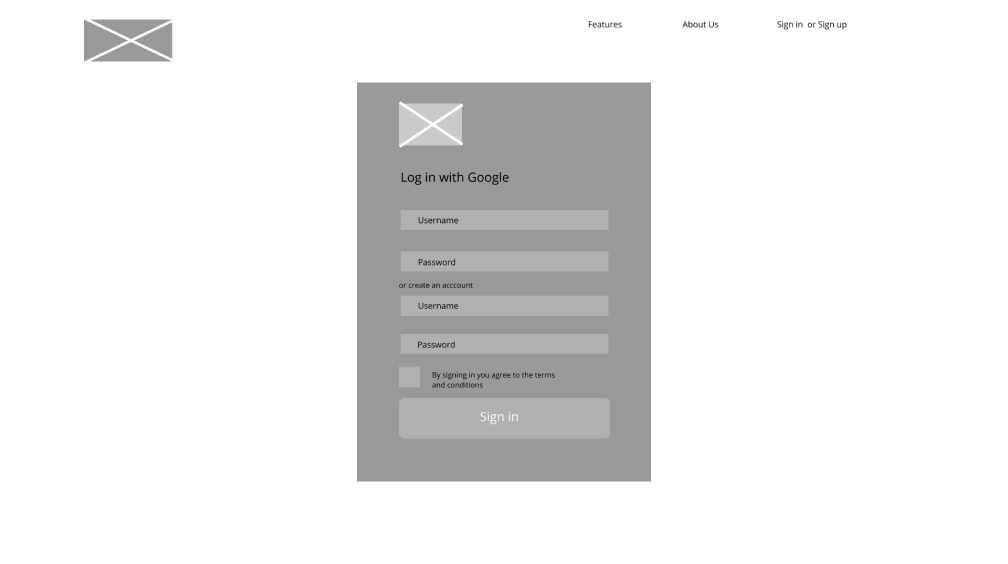 Features
About Us
Sign in or Sign up
Log in with Google
Username
Password
or create an acccount
Username
Password
By signing in you agree to the terms
and conditions
Sign in